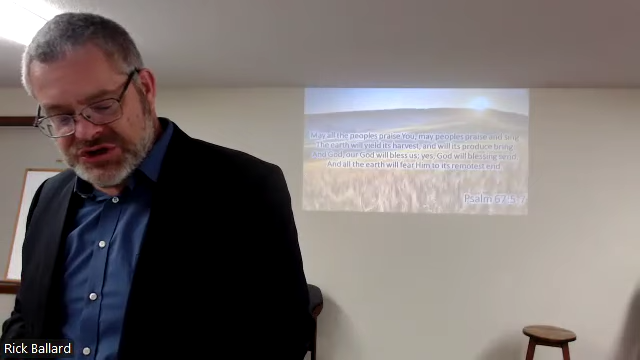 May all the peoples praise You; may peoples praise and sing
The earth will yield its harvest, and will its produce bring
And God, our God will bless us; yes, God will blessing send
And all the earth will fear Him to its remotest end.
Psalm 67:5-7
Rick Ballard